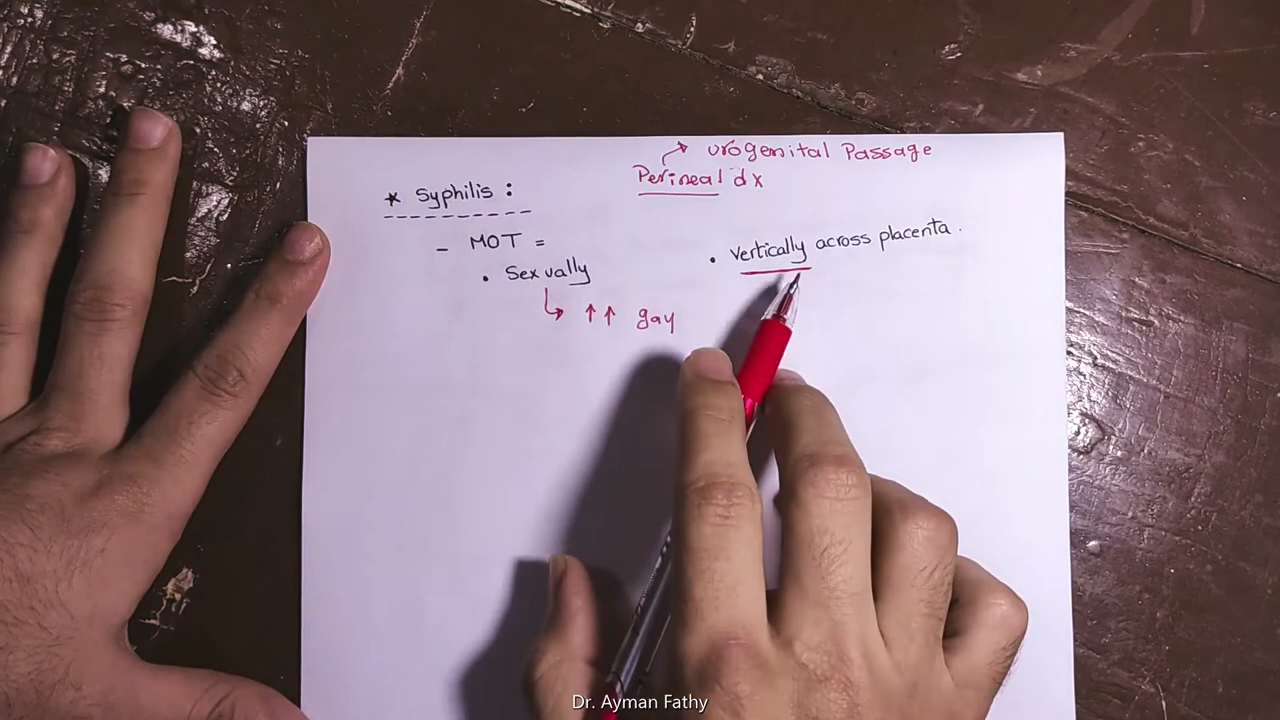 urogenital Passage
Perineal dx
* Syphilis :
- MOT =
• Sexually
• vertically across placenta.
↳ ↑↑ gay
Dr. Ayman Fathy